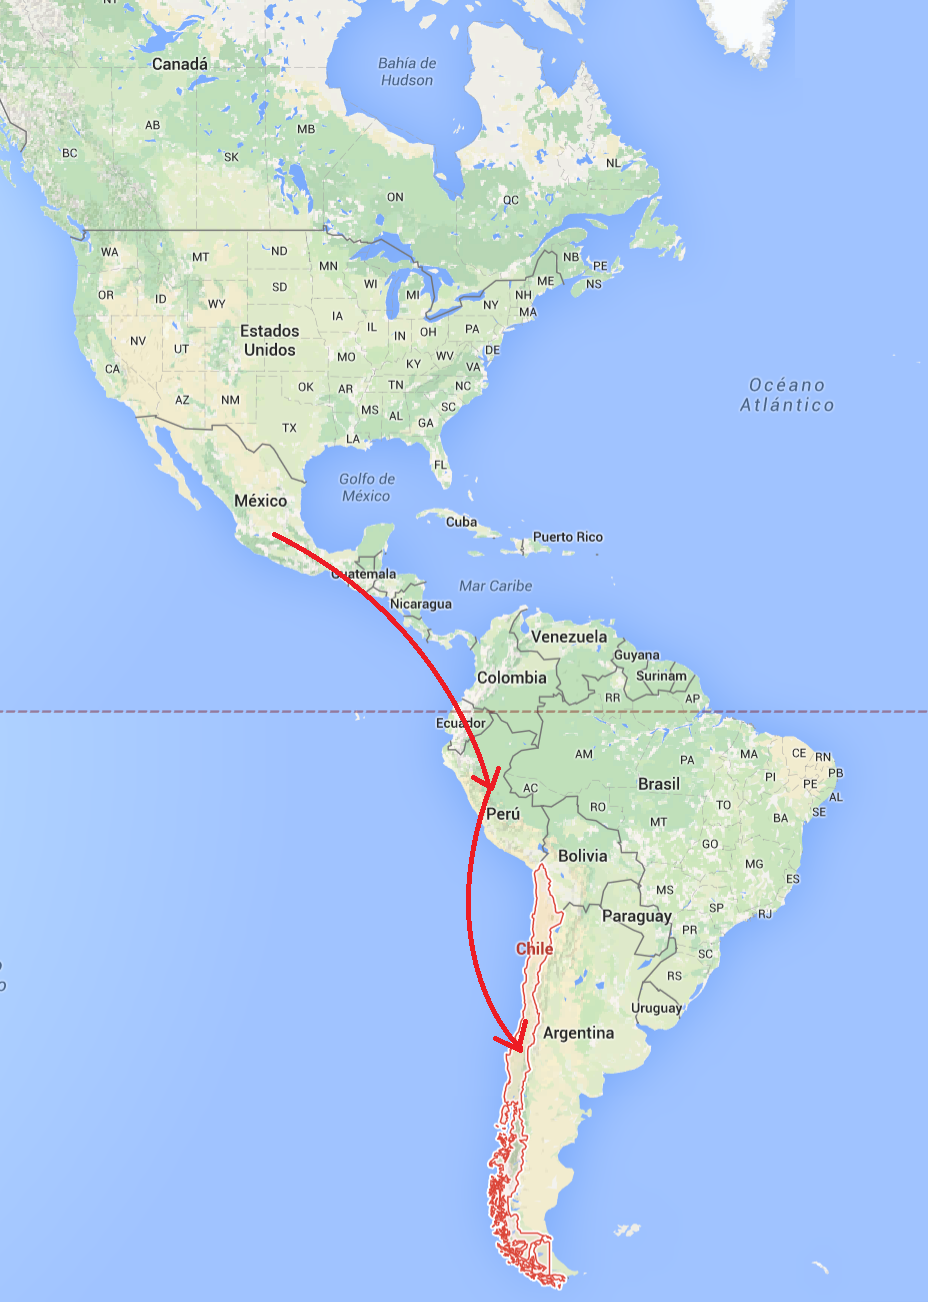 NT
Canadá
Bahía de
Hudson
AB
MB
BC
SK
NL
ON
QC
WA
MT
ND
MN
NB
PE
NS
ME
OR
ID
SD
WI
MI
NH
NY
MA
WY
IA
Estados
Unidos
IL
IN
OH
PA
NV
UT
MO
KY
WV
DE
VA
CA
AZ
NM
OK
AR
TN
NC
MS
AL
SC
GA
TX
LA
Océano
Atlántico
FL
Golfo de
México
México
Cuba
Puerto Rico
Guatemala
Mar Caribe
Nicaragua
Venezuela
Guyana
Surinam
Colombia
RR
AP
Ecuador
AM
PA
MA
CE
RN
PB
PI
PE
AL
Brasil
AC
RO
TO
SE
BA
Perú
MT
GO
Bolivia
MG
ES
MS
SP
RJ
Paraguay
PR
Chile
SC
RS
Uruguay
Argentina